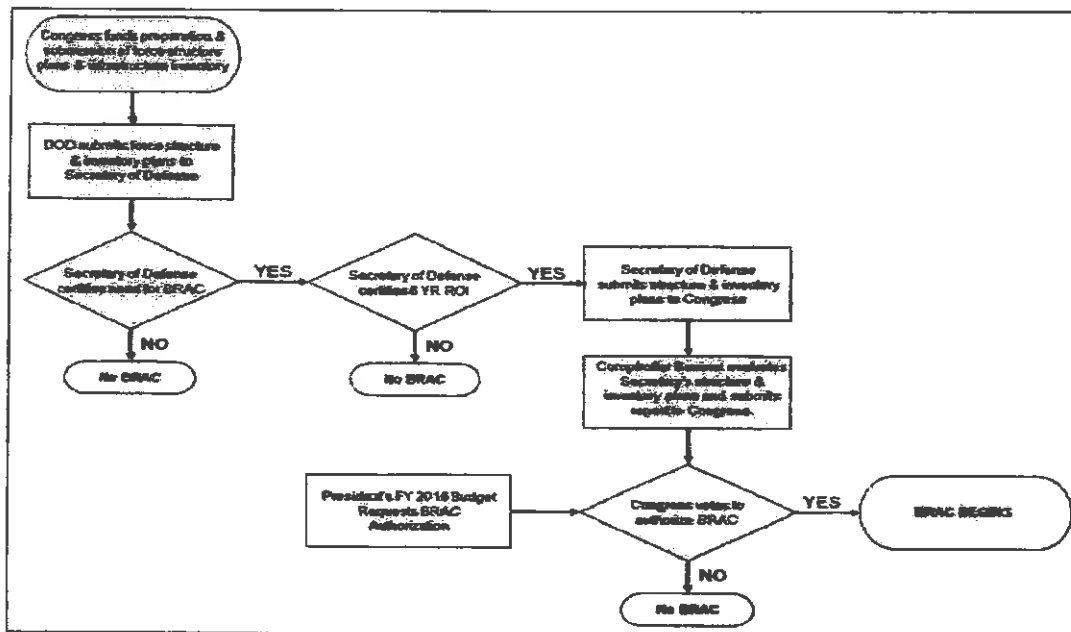 Congress funds preparation &
submission of force structure
plans & infrastructure inventory
DOD submits force structure
& inventory plans to
Secretary of Defense
Secretary of Defense
certifies need for BRAC
YES
Secretary of Defense
certifies 6 YR ROI
YES
Secretary of Defense
submits structure & inventory
plans to Congress
NO
No BRAC
NO
No BRAC
Comptroller General evaluates
Secretary's structure &
inventory plans and submits
report to Congress.
President's FY 2016 Budget
Requests BRAC
Authorization
Congress votes to
authorize BRAC
YES
BRAC BEGINS
NO
No BRAC